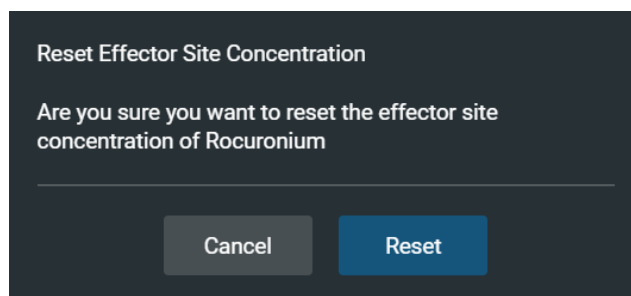 Reset Effector Site Concentration
Are you sure you want to reset the effector site
concentration of Rocuronium
Cancel
Reset